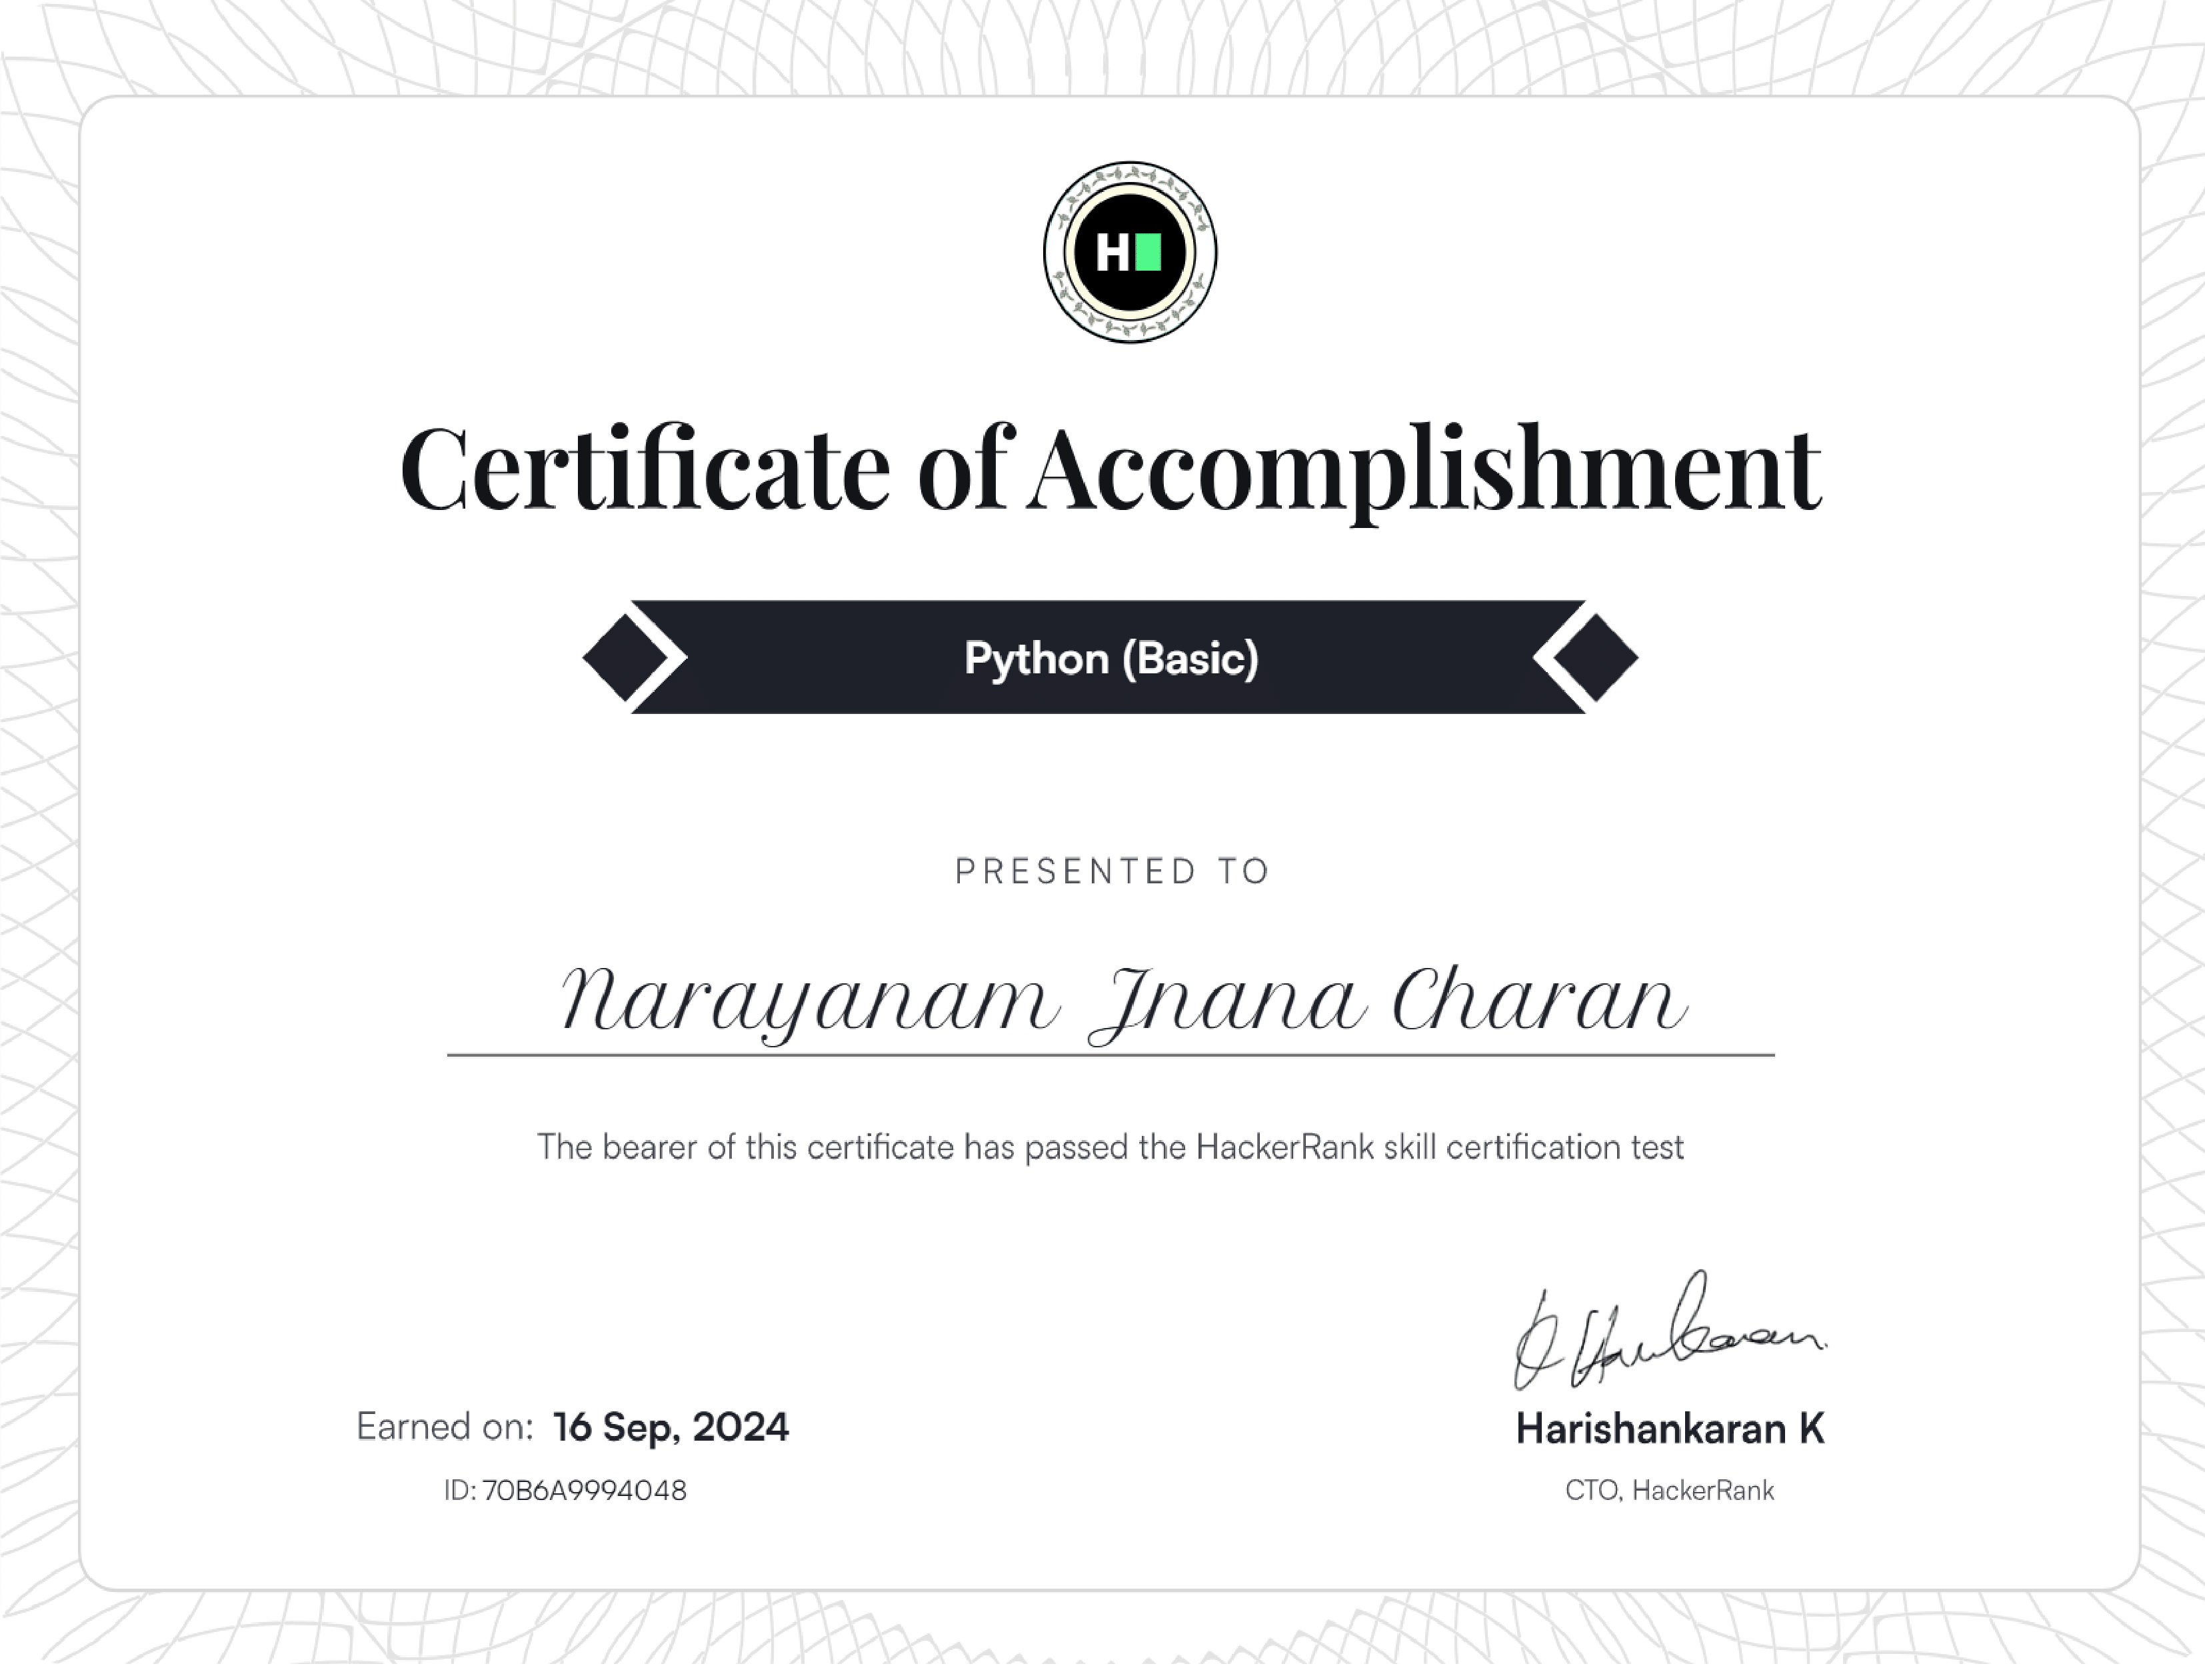 H
Certificate of Accomplishment
Python (Basic)
PRESENTED TO
Narayanam Jnana Charan
The bearer of this certificate has passed the HackerRank skill certification test
Earned on: 16 Sep, 2024
ID: 70B6A9994048
Harishankaran K
CTO, HackerRank